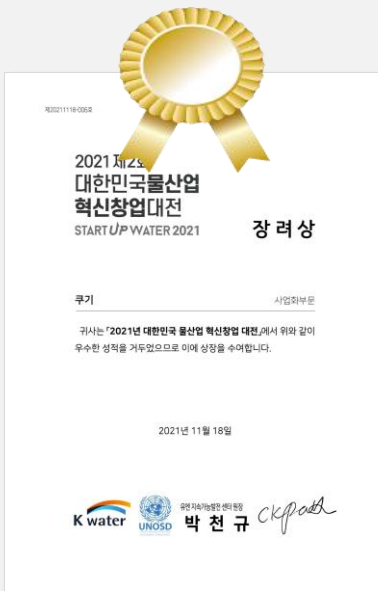 제20211118-006호
2021 제2회
대한민국물산업
혁신창업대전
START UP WATER 2021
장려상
쿠기
사업화부문
귀사는 「2021년 대한민국 물산업 혁신창업 대전」에서 위와 같이
우수한 성적을 거두었으므로 이에 상장을 수여합니다.
2021년 11월 18일
K water
UNOSD
유엔 지속가능발전 센터 원장
박천규